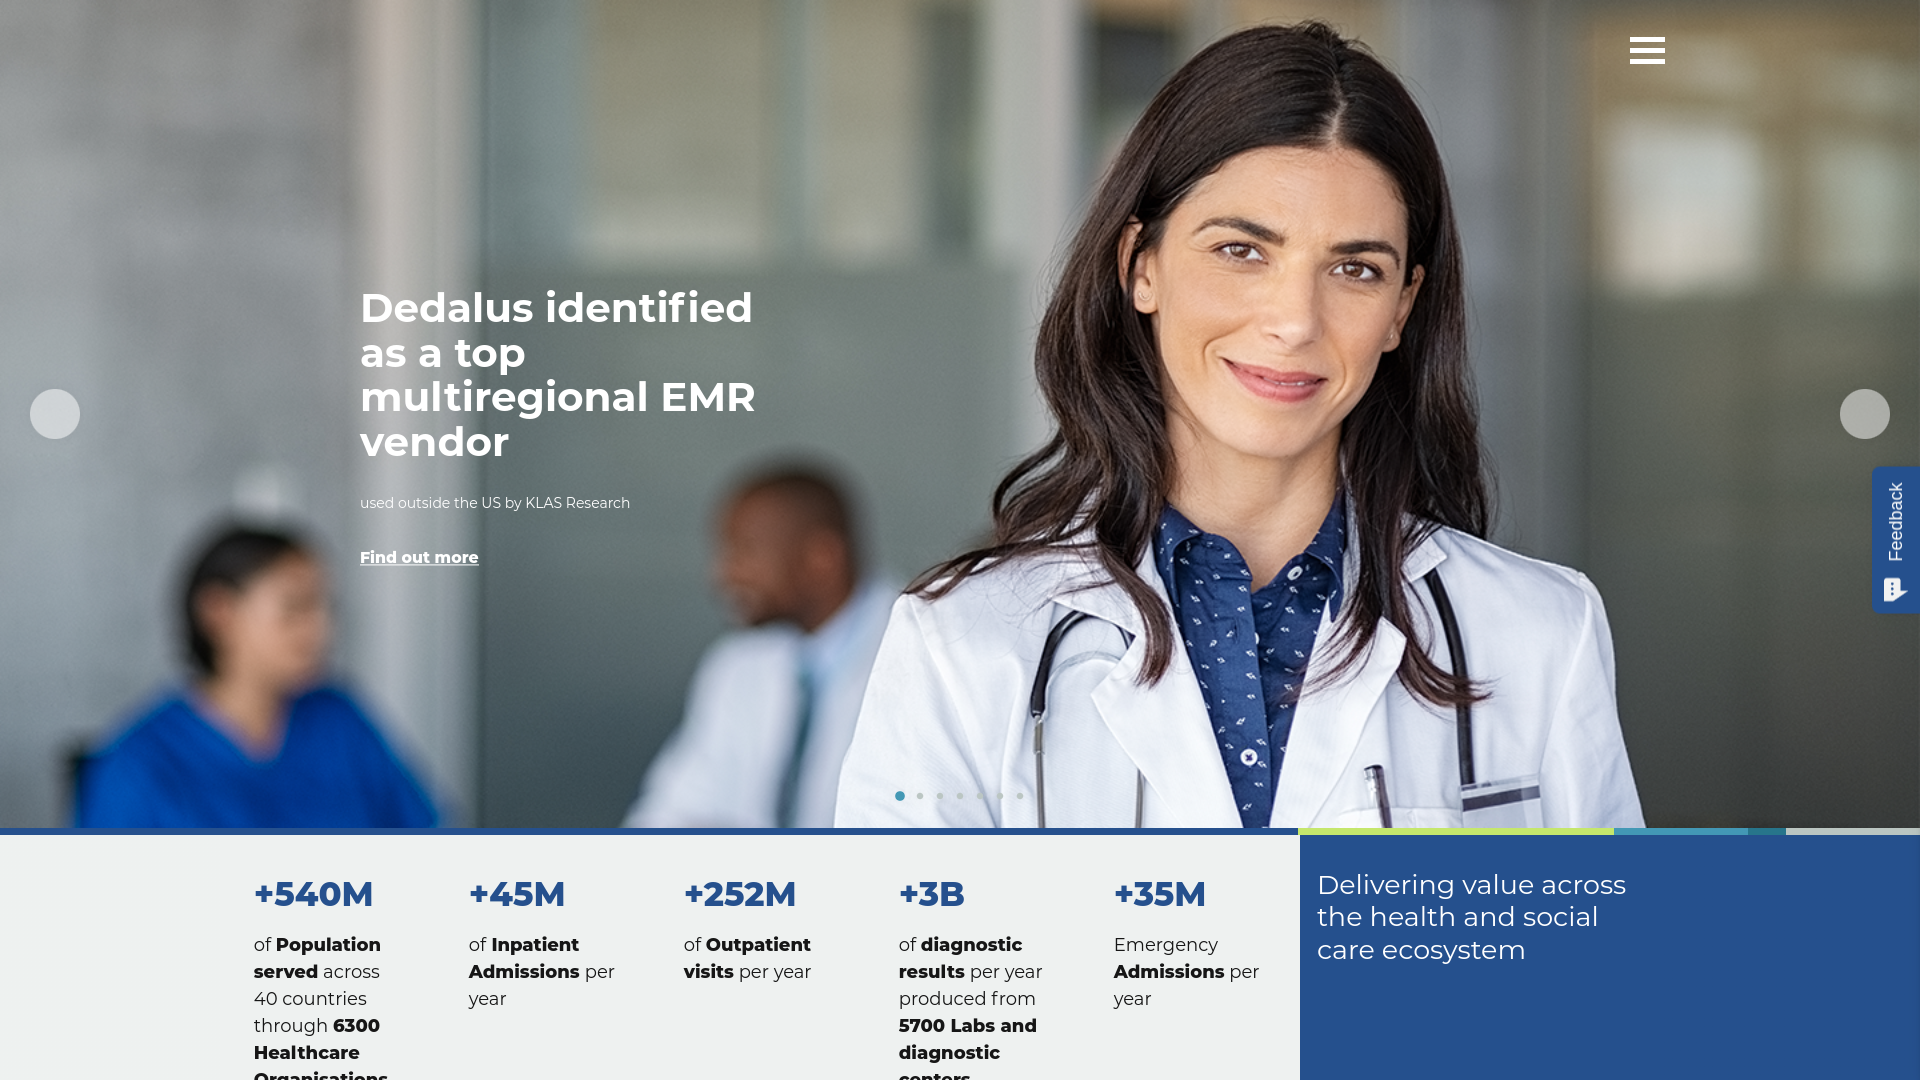 Dedalus identified
as a top
multiregional EMR
vendor
used outside the US by KLAS Research
Find out more
Feedback
+540M
of Population
served across
40 countries
through 6300
Healthcare
Organisations
+45M
of Inpatient
Admissions per
year
+252M
of Outpatient
visits per year
+3B
of diagnostic
results per year
produced from
5700 Labs and
diagnostic
centers
+35M
Emergency
Admissions per
year
Delivering value across
the health and social
care ecosystem